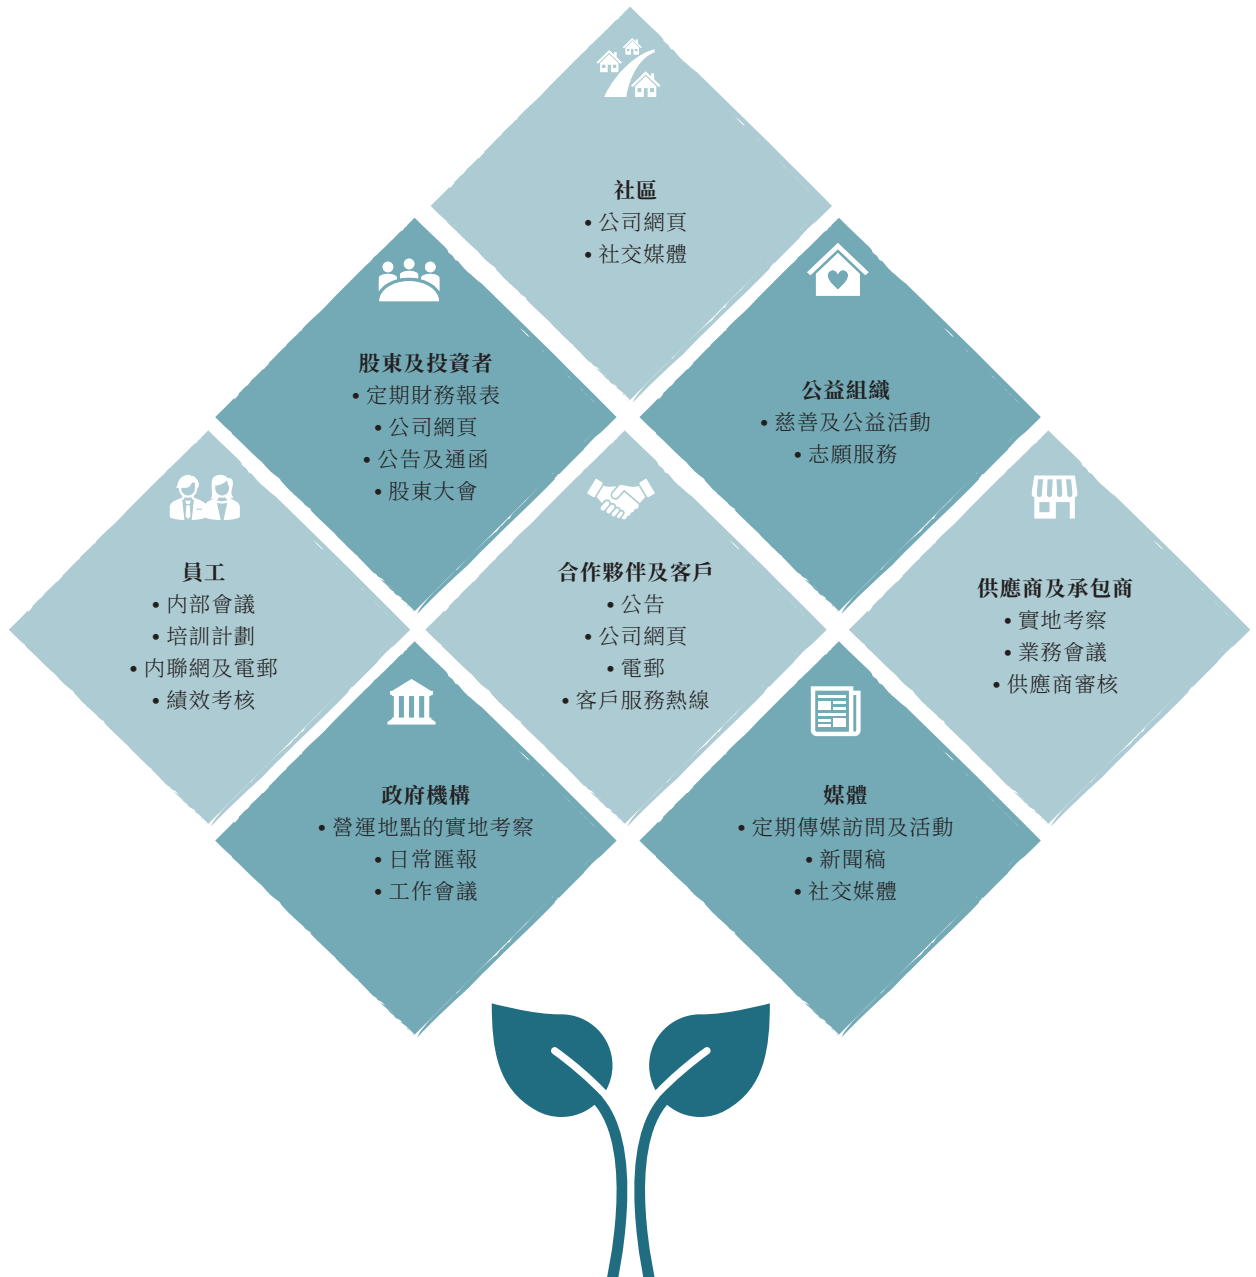 社區
• 公司網頁
• 社交媒體
股東及投資者
• 定期財務報表
• 公司網頁
• 公告及通函
• 股東大會
公益組織
• 慈善及公益活動
• 志願服務
員工
• 內部會議
• 培訓計劃
• 內聯網及電郵
• 績效考核
合作夥伴及客戶
• 公告
• 公司網頁
• 電郵
• 客戶服務熱線
供應商及承包商
• 實地考察
• 業務會議
• 供應商審核
政府機構
• 營運地點的實地考察
• 日常匯報
• 工作會議
媒體
• 定期傳媒訪問及活動
• 新聞稿
• 社交媒體